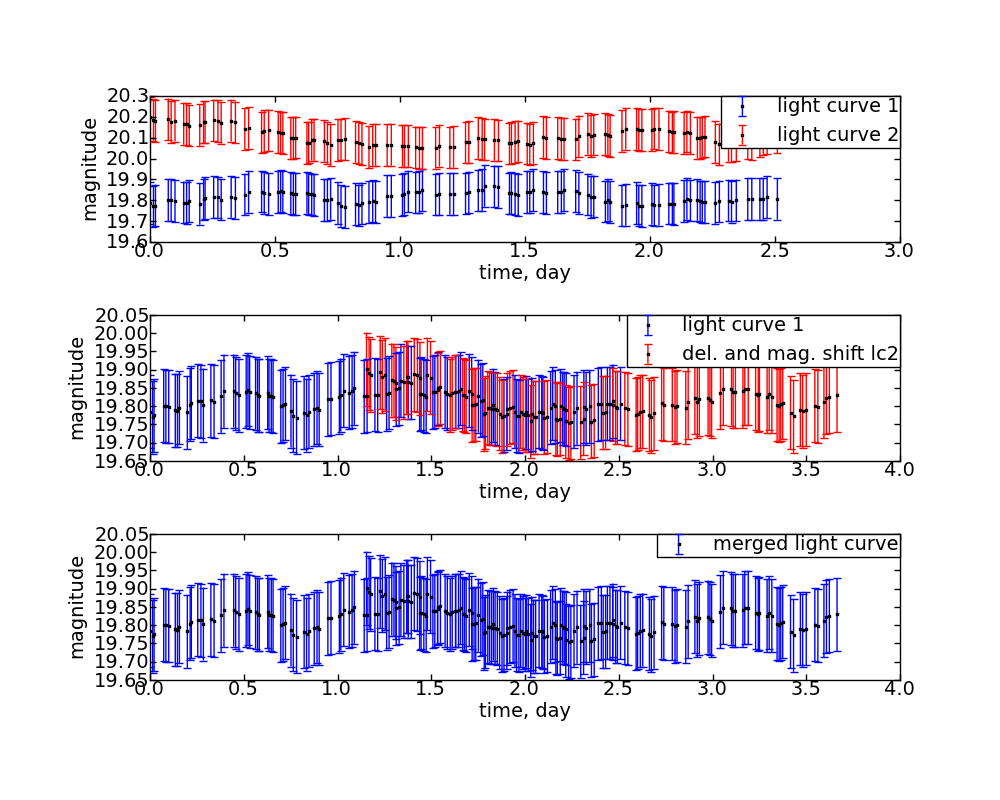 20.3
20.2
20.1
20.0
19.9
19.8
19.7
19.6
magnitude
light curve 1
light curve 2
0.0 0.5 1.0 1.5 2.0 2.5 3.0
time, day
20.05
20.00
19.95
19.90
19.85
19.80
19.75
19.70
19.65
magnitude
light curve 1
del. and mag. shift lc2
0.0 0.5 1.0 1.5 2.0 2.5 3.0 3.5 4.0
time, day
20.05
20.00
19.95
19.90
19.85
19.80
19.75
19.70
19.65
magnitude
merged light curve
0.0 0.5 1.0 1.5 2.0 2.5 3.0 3.5 4.0
time, day